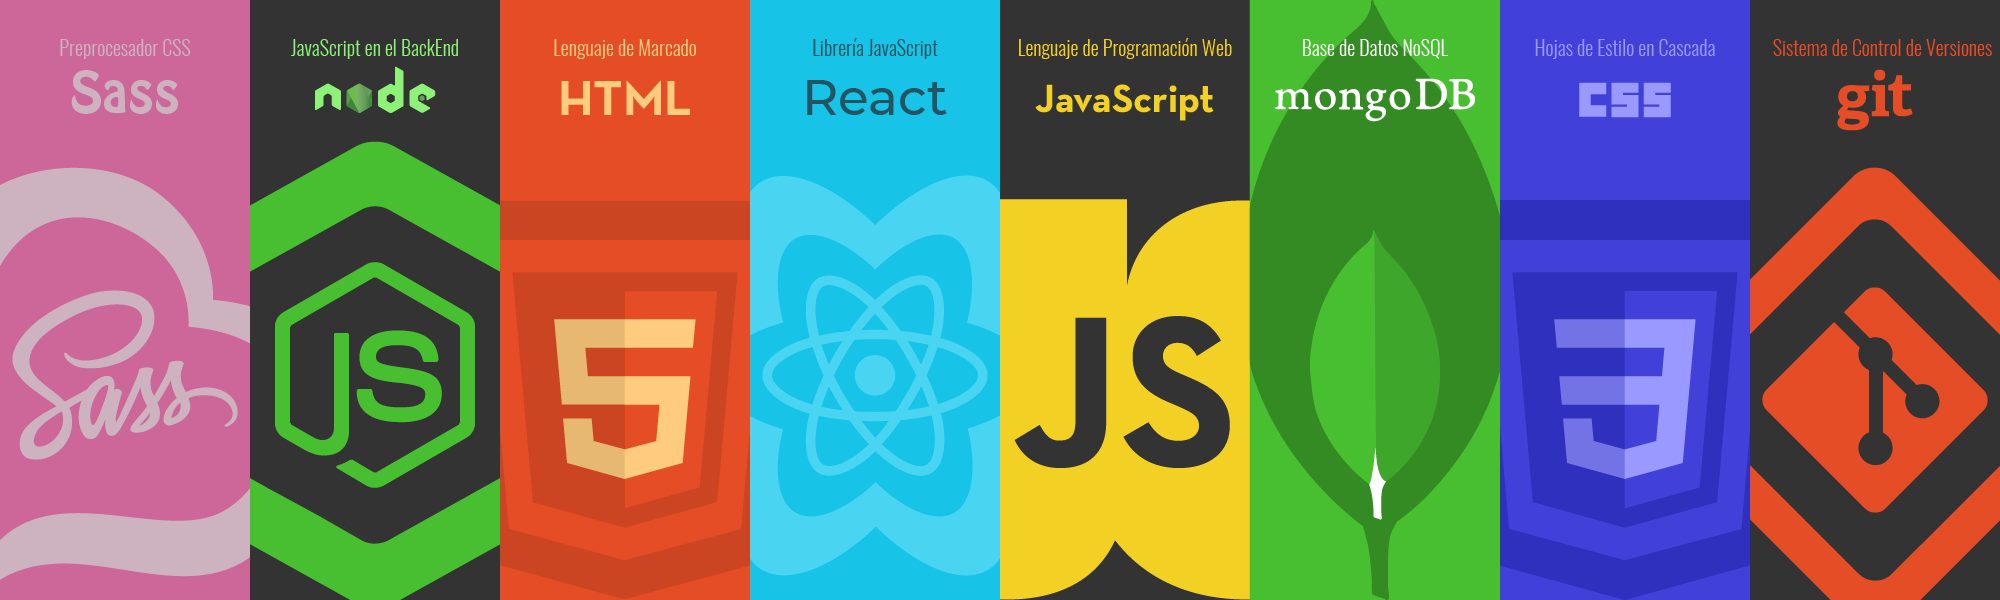 Preprocesador CSS
Sass
Sass
JavaScript en el BackEnd
node
JS
Lenguaje de Marcado
HTML
5
Librería JavaScript
React
Lenguaje de Programación Web
JavaScript
JS
Base de Datos NoSQL
mongoDB
Hojas de Estilo en Cascada
CSS
3
Sistema de Control de Versiones
git